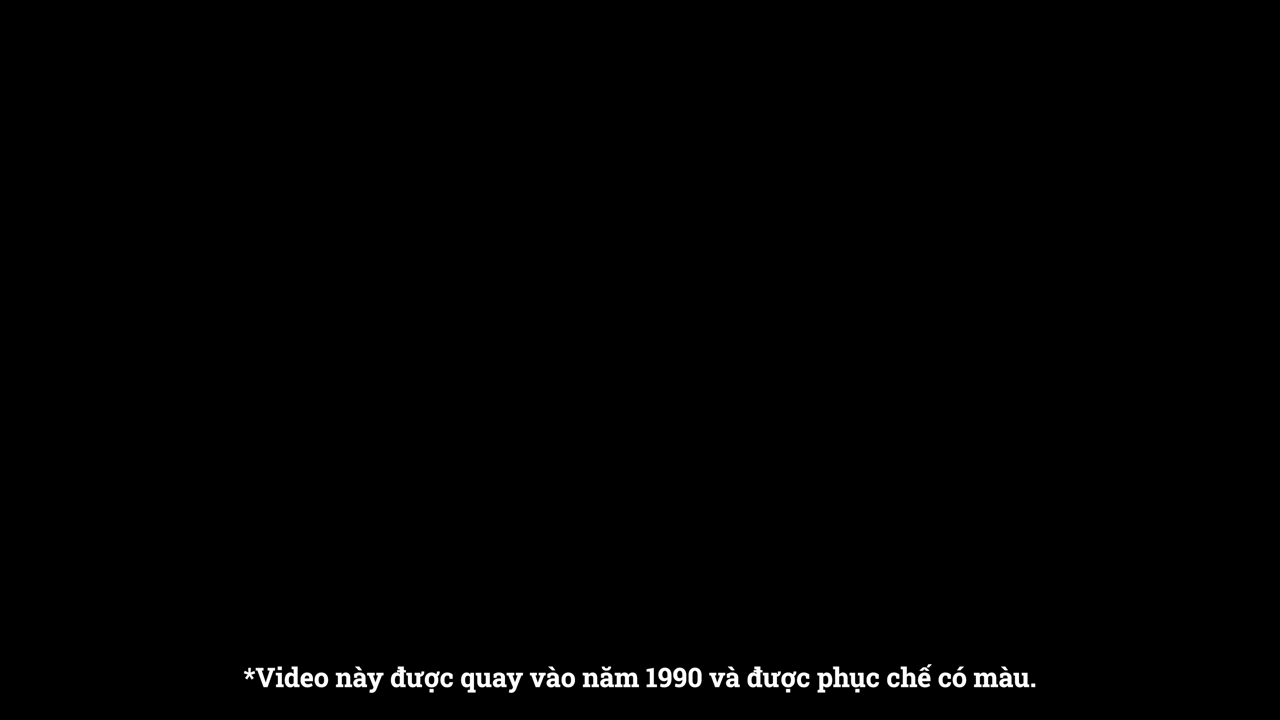 *Video này được quay vào năm 1990 và được phục chế có màu.